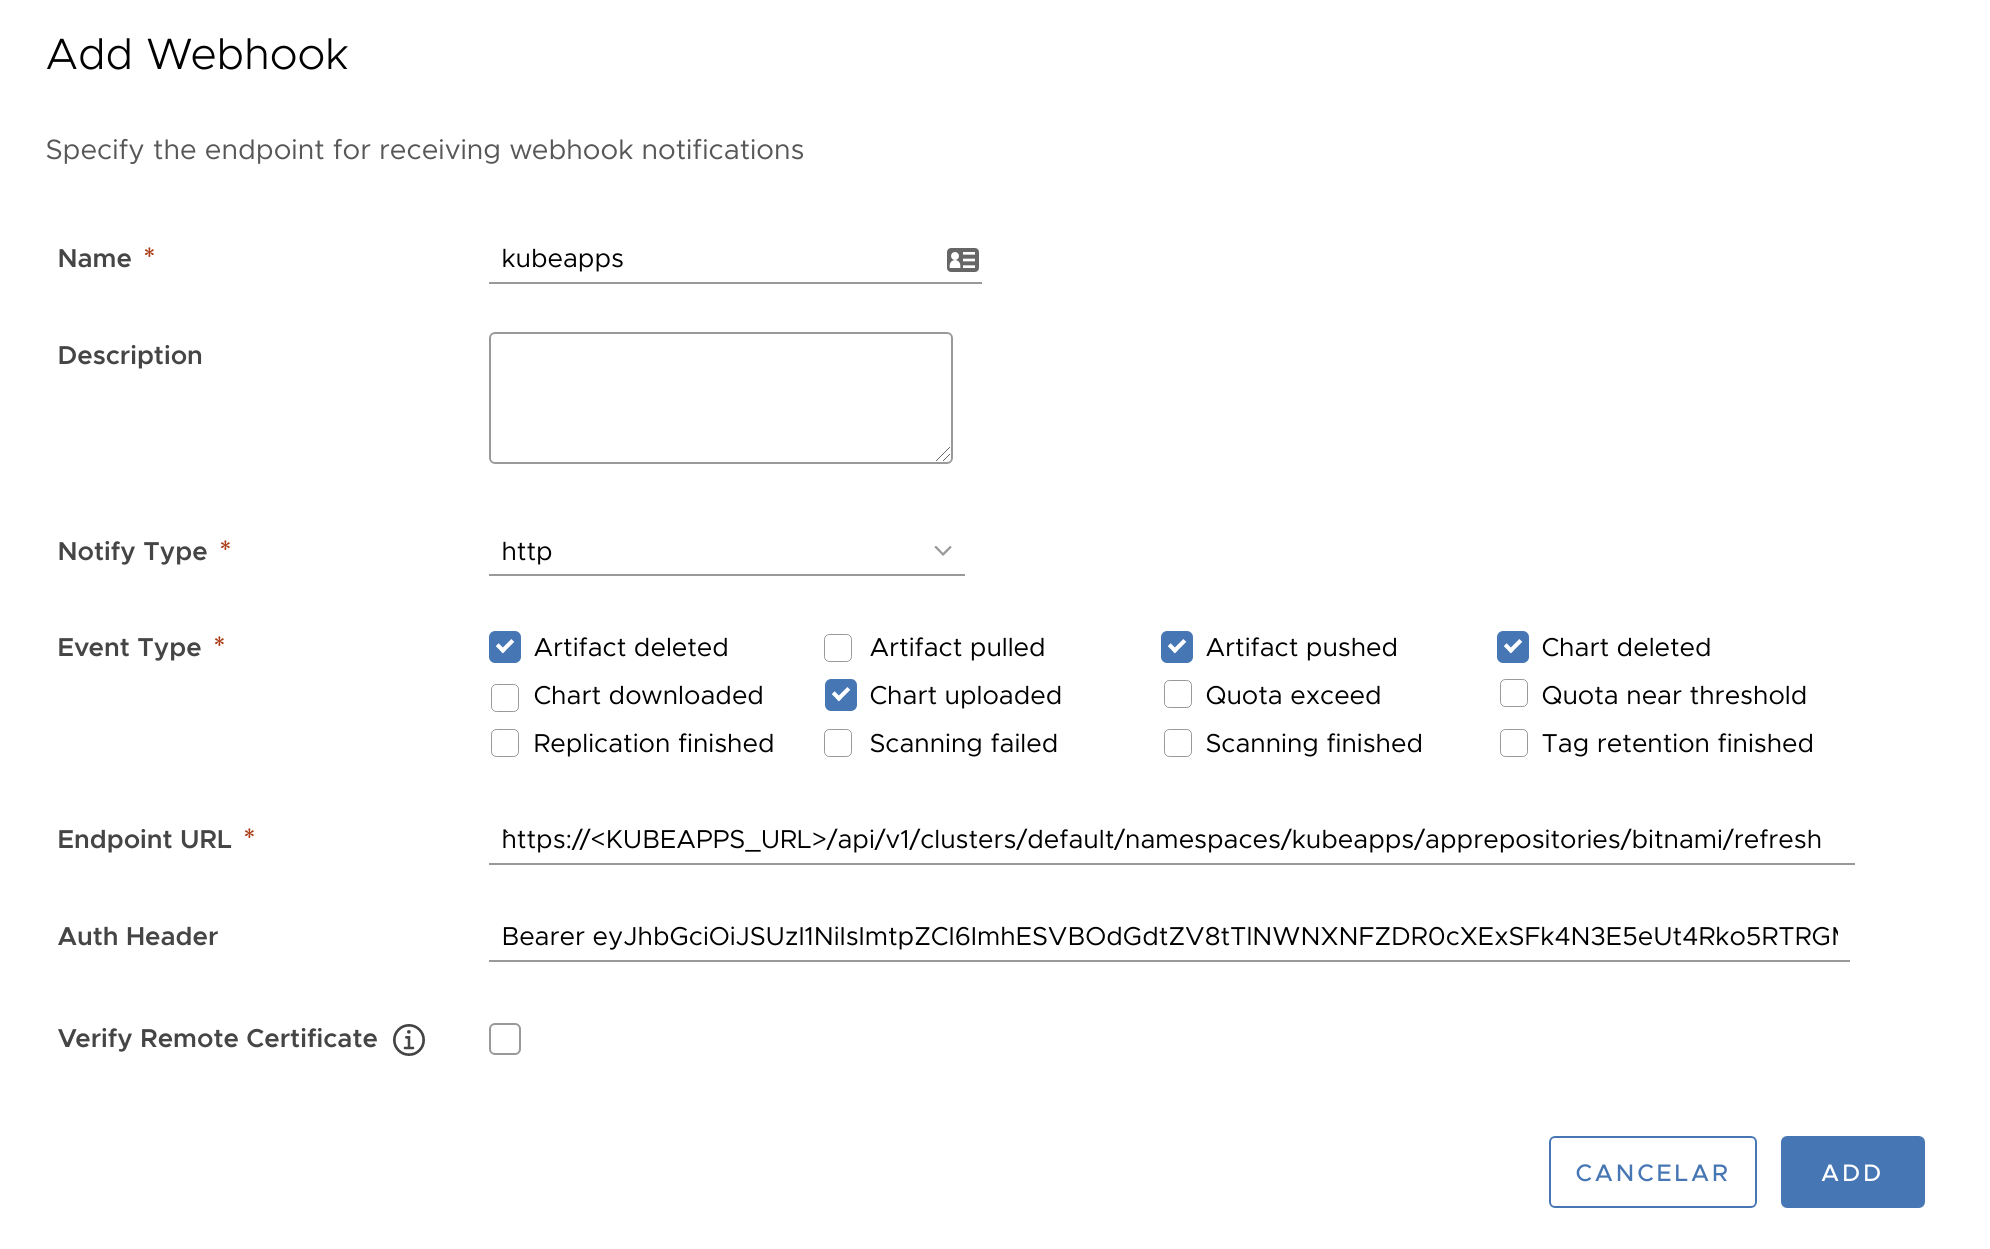 Add Webhook
Specify the endpoint for receiving webhook notifications
Name * kubeapps
Description
Notify Type * http
Event Type * Artifact deleted Artifact pulled Artifact pushed Chart deleted
Chart downloaded Chart uploaded Quota exceed Quota near threshold
Replication finished Scanning failed Scanning finished Tag retention finished
Endpoint URL * https://<KUBEAPPS_URL>/api/v1/clusters/default/namespaces/kubeapps/apprepositories/bitnami/refresh
Auth Header Bearer
Verify Remote Certificate
CANCELAR ADD